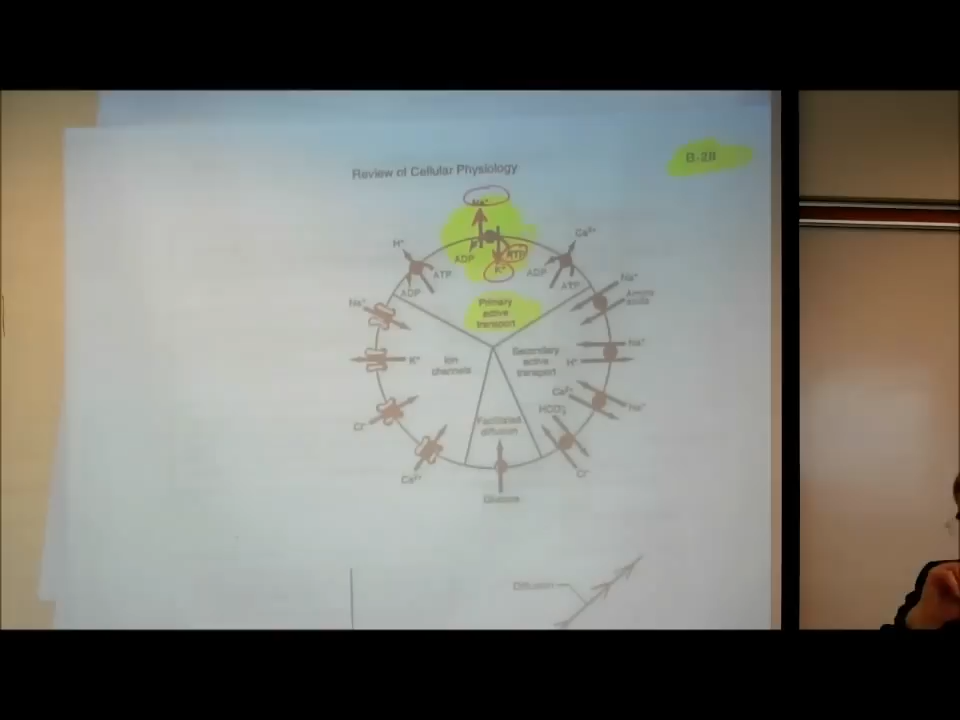 B-28
Review of Cellular Physiology
Na⁺
H⁺
Ca²⁺
ADP
ATP
K⁺
ATP
ADP
ADP
ATP
Na⁺
Amino
acids
Na⁺
Primary
active
transport
K⁺
Ion
channels
Secondary
active
transport
Na⁺
H⁺
Ca²⁺
Na⁺
HCO₃⁻
Cl⁻
Facilitated
diffusion
Cl⁻
Ca²⁺
Glucose
Diffusion